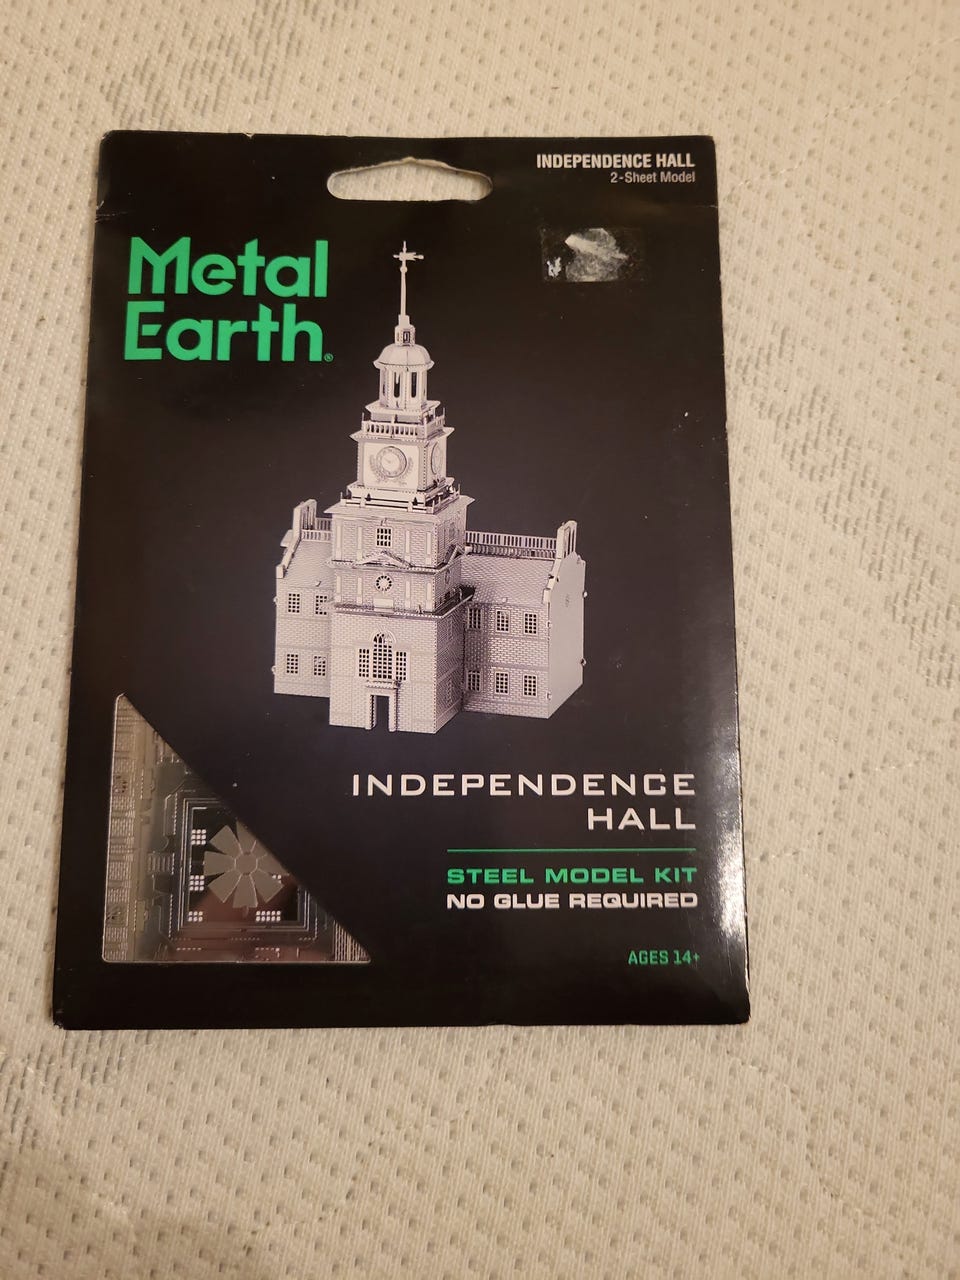 INDEPENDENCE HALL
2-Sheet Model
Metal
Earth®
INDEPENDENCE
HALL
STEEL MODEL KIT
NO GLUE REQUIRED
AGES 14+